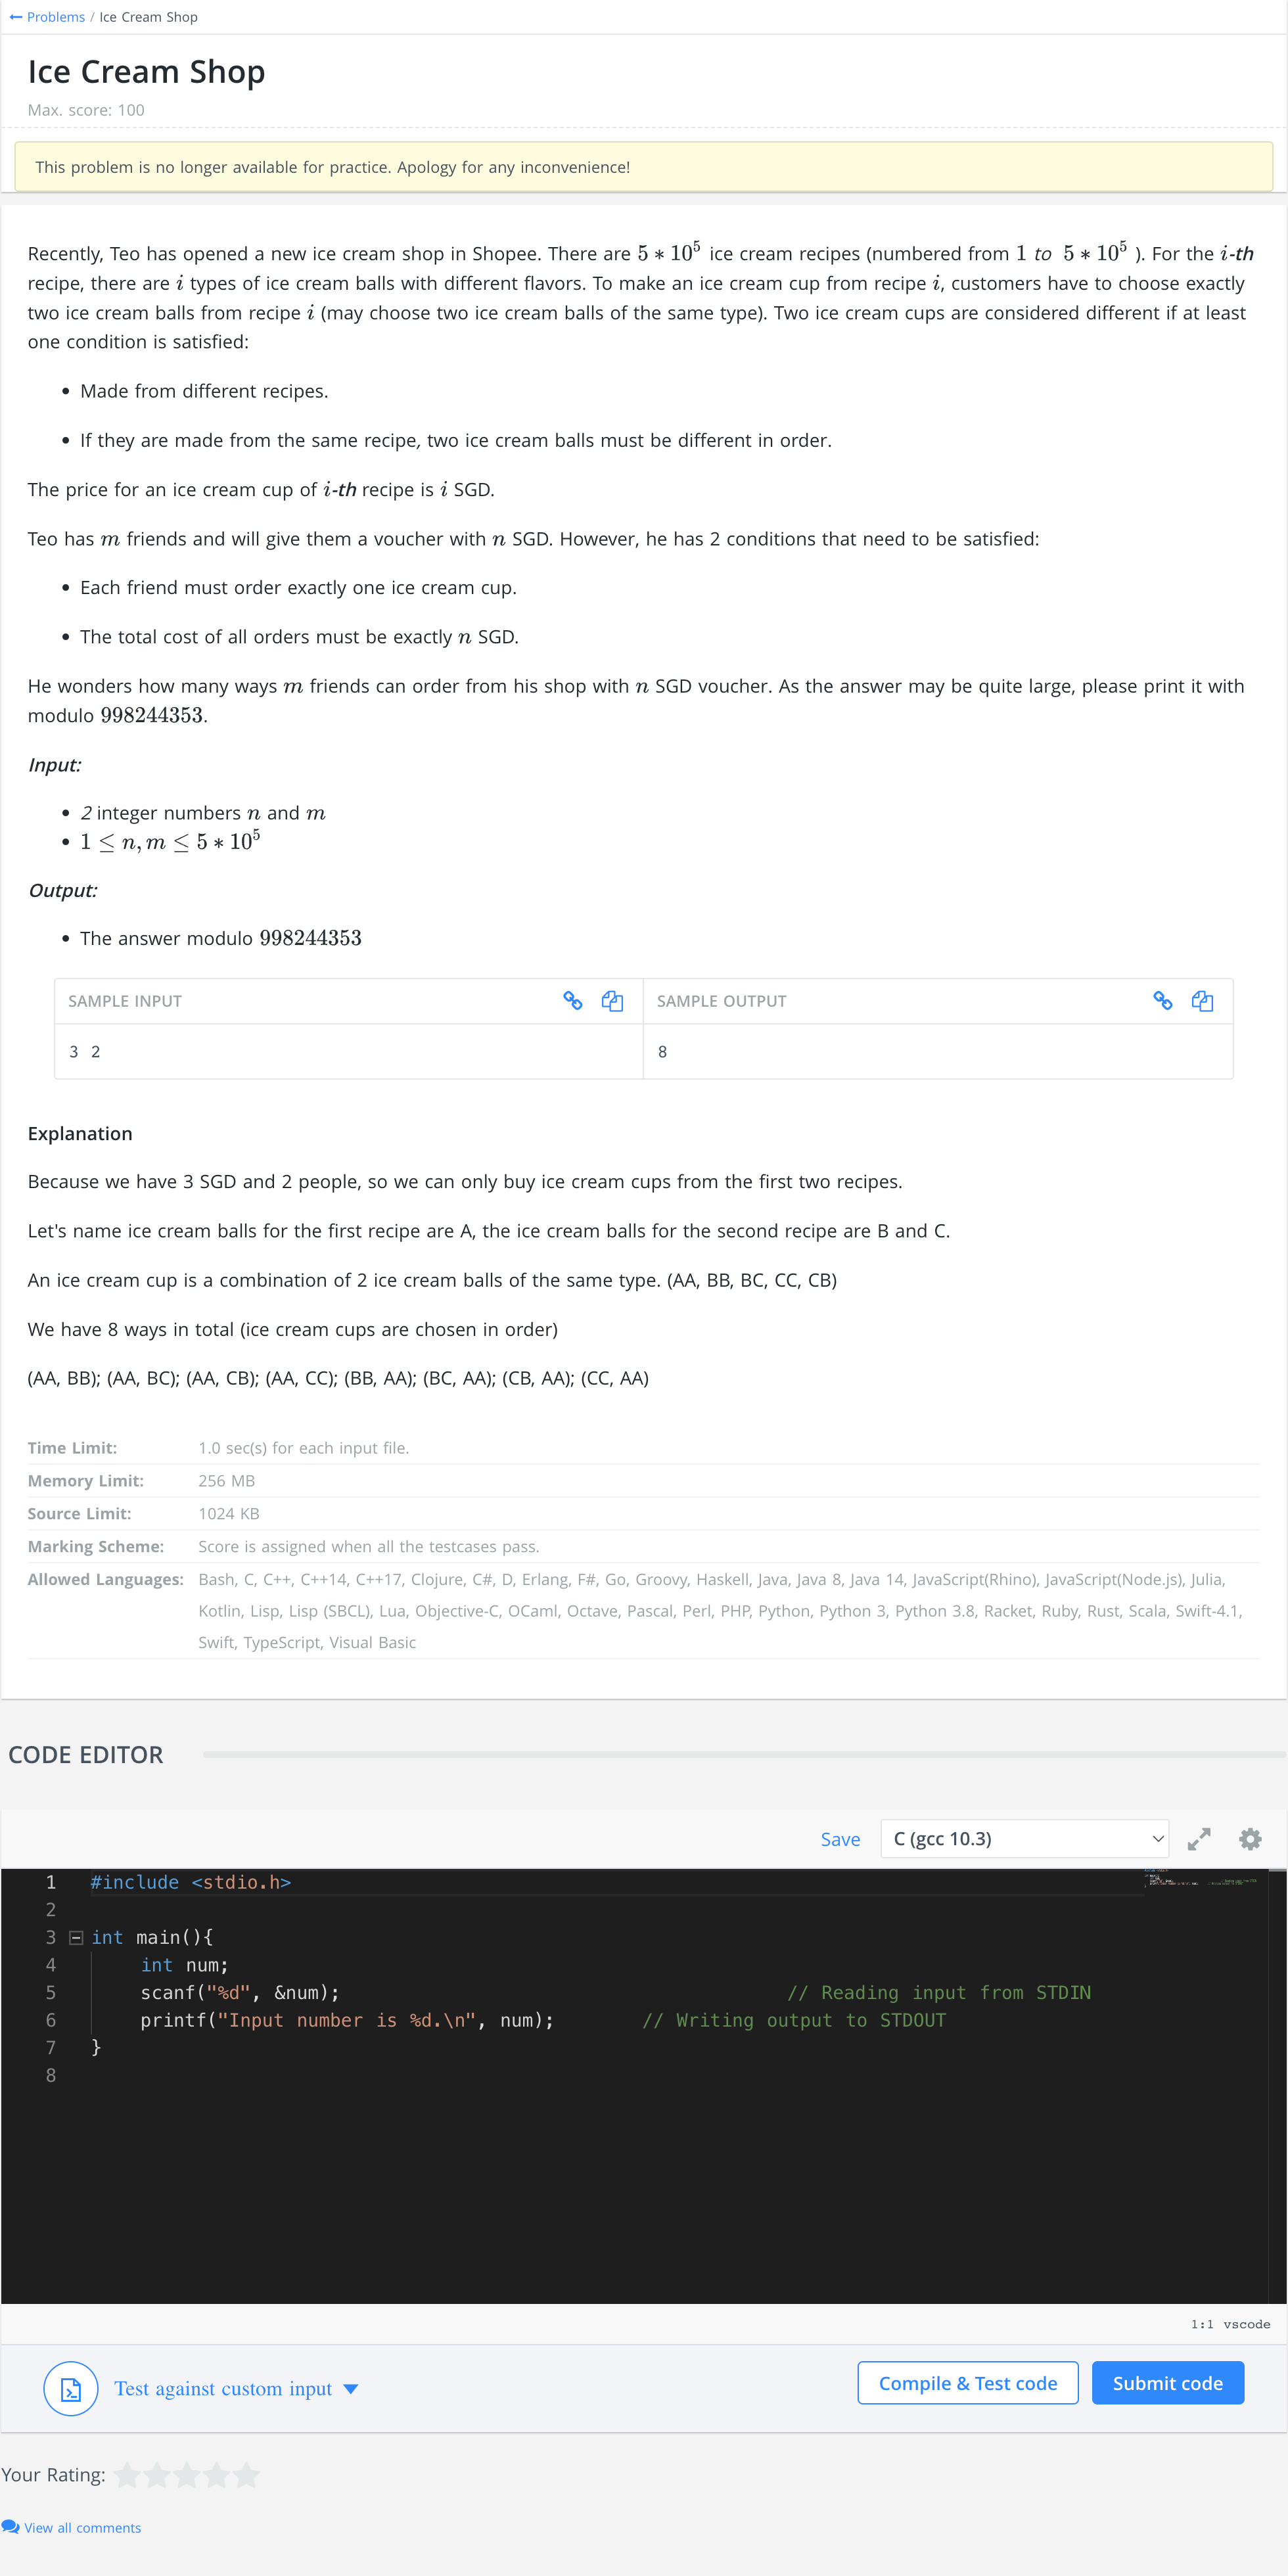 Problems / Ice Cream Shop
Ice Cream Shop
Max. score: 100
This problem is no longer available for practice. Apology for any inconvenience!
Recently, Teo has opened a new ice cream shop in Shopee. There are 5 ∗ 10^5 ice cream recipes (numbered from 1 to 5 ∗ 10^5 ). For the i-th
recipe, there are i types of ice cream balls with different flavors. To make an ice cream cup from recipe i, customers have to choose exactly
two ice cream balls from recipe i (may choose two ice cream balls of the same type). Two ice cream cups are considered different if at least
one condition is satisfied:
• Made from different recipes.
• If they are made from the same recipe, two ice cream balls must be different in order.
The price for an ice cream cup of i-th recipe is i SGD.
Teo has m friends and will give them a voucher with n SGD. However, he has 2 conditions that need to be satisfied:
• Each friend must order exactly one ice cream cup.
• The total cost of all orders must be exactly n SGD.
He wonders how many ways m friends can order from his shop with n SGD voucher. As the answer may be quite large, please print it with
modulo 998244353.
Input:
• 2 integer numbers n and m
• 1 ≤ n, m ≤ 5 ∗ 10^5
Output:
• The answer modulo 998244353
SAMPLE INPUT
3 2
SAMPLE OUTPUT
8
Explanation
Because we have 3 SGD and 2 people, so we can only buy ice cream cups from the first two recipes.
Let's name ice cream balls for the first recipe are A, the ice cream balls for the second recipe are B and C.
An ice cream cup is a combination of 2 ice cream balls of the same type. (AA, BB, BC, CC, CB)
We have 8 ways in total (ice cream cups are chosen in order)
(AA, BB); (AA, BC); (AA, CB); (AA, CC); (BB, AA); (BC, AA); (CB, AA); (CC, AA)
Time Limit: 1.0 sec(s) for each input file.
Memory Limit: 256 MB
Source Limit: 1024 KB
Marking Scheme: Score is assigned when all the testcases pass.
Allowed Languages: Bash, C, C++, C++14, C++17, Clojure, C#, D, Erlang, F#, Go, Groovy, Haskell, Java, Java 8, Java 14, JavaScript(Rhino), JavaScript(Node.js), Julia,
Kotlin, Lisp, Lisp (SBCL), Lua, Objective-C, OCaml, Octave, Pascal, Perl, PHP, Python, Python 3, Python 3.8, Racket, Ruby, Rust, Scala, Swift-4.1,
Swift, TypeScript, Visual Basic
CODE EDITOR
Save C (gcc 10.3)
1 #include <stdio.h>
2
3 int main(){
4 int num;
5 scanf("%d", &num); // Reading input from STDIN
6 printf("Input number is %d.\n", num); // Writing output to STDOUT
7 }
8
1:1 vscode
Test against custom input
Compile & Test code
Submit code
Your Rating:
View all comments